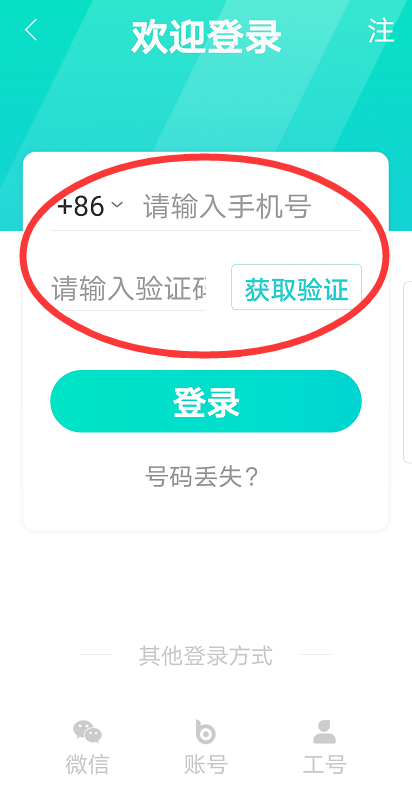 欢迎登录
注
+86 请输入手机号
请输入验证码 获取验证
登录
号码丢失?
其他登录方式
微信 账号 工号